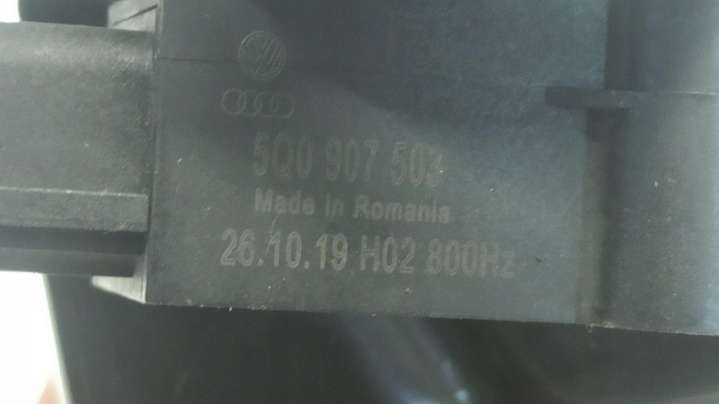 5Q0 907 503
Made in Romania
26.10.19 H02 800Hz